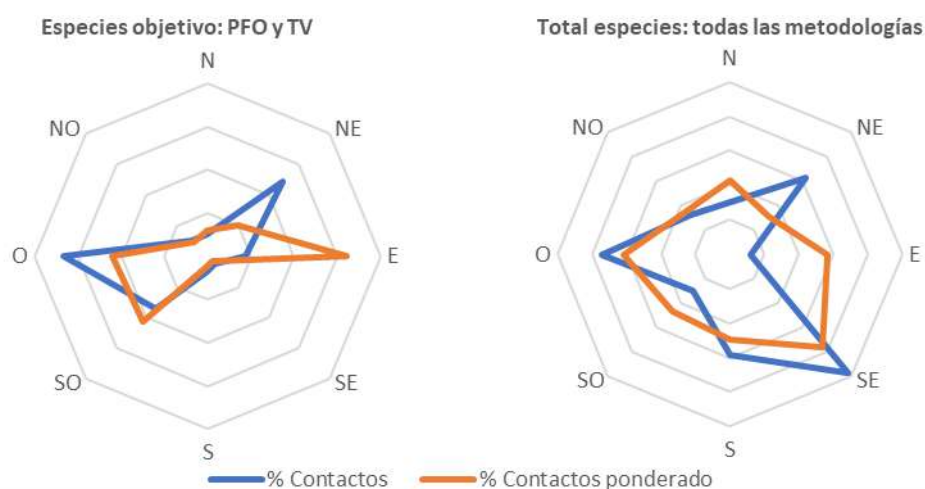 Especies objetivo: PFO y TV
N
NO
NE
O
E
SO
SE
S
Total especies: todas las metodologías
N
NO
NE
O
E
SO
SE
S
% Contactos
% Contactos ponderado